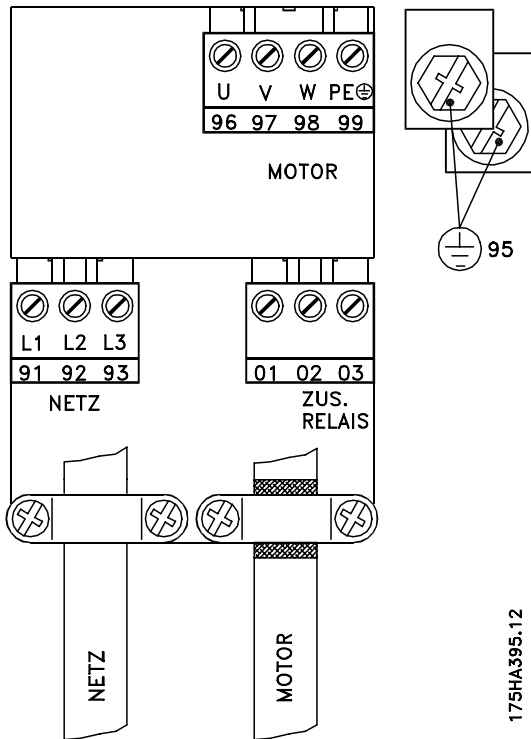 U V W PE
96 97 98 99
MOTOR
95
L1 L2 L3
91 92 93
NETZ
01 02 03
ZUS.
RELAIS
NETZ
MOTOR
175HA395.12